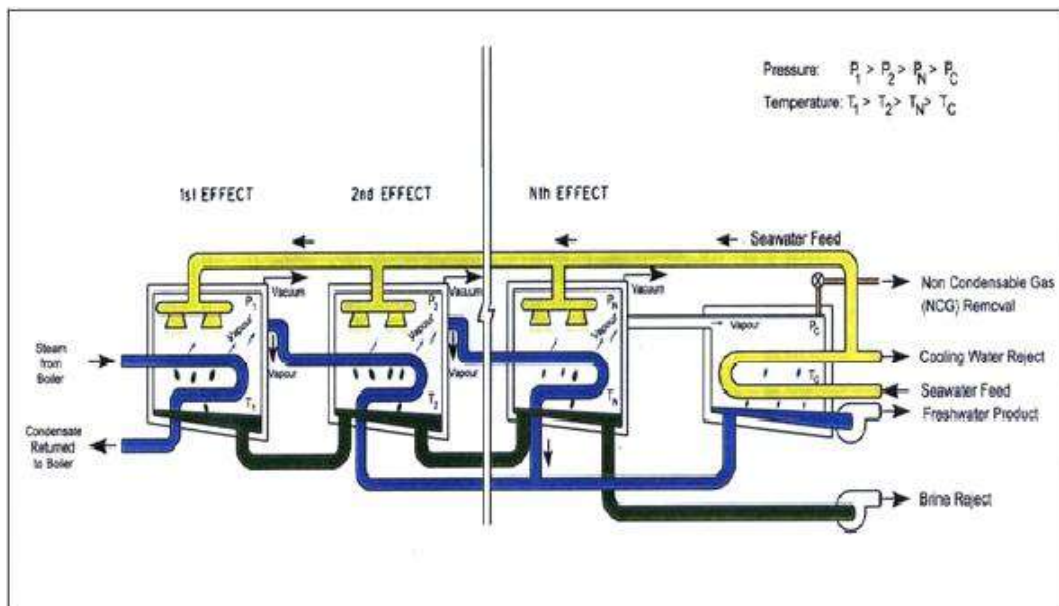 Pressure: P1 > P2 > PN > PC
Temperature: T1 > T2 > TN > TC
1st EFFECT
2nd EFFECT
Nth EFFECT
Seawater Feed
P1
Vacuum
P2
Vacuum
PN
Vacuum
Non Condensable Gas
(NCG) Removal
Vapour
Vapour
Vapour
Vapour
PC
Steam
from
Boiler
Vapour
Vapour
Cooling Water Reject
TC
Seawater Feed
T1
T2
TN
Freshwater Product
Condensate
Returned
to Boiler
Brine Reject